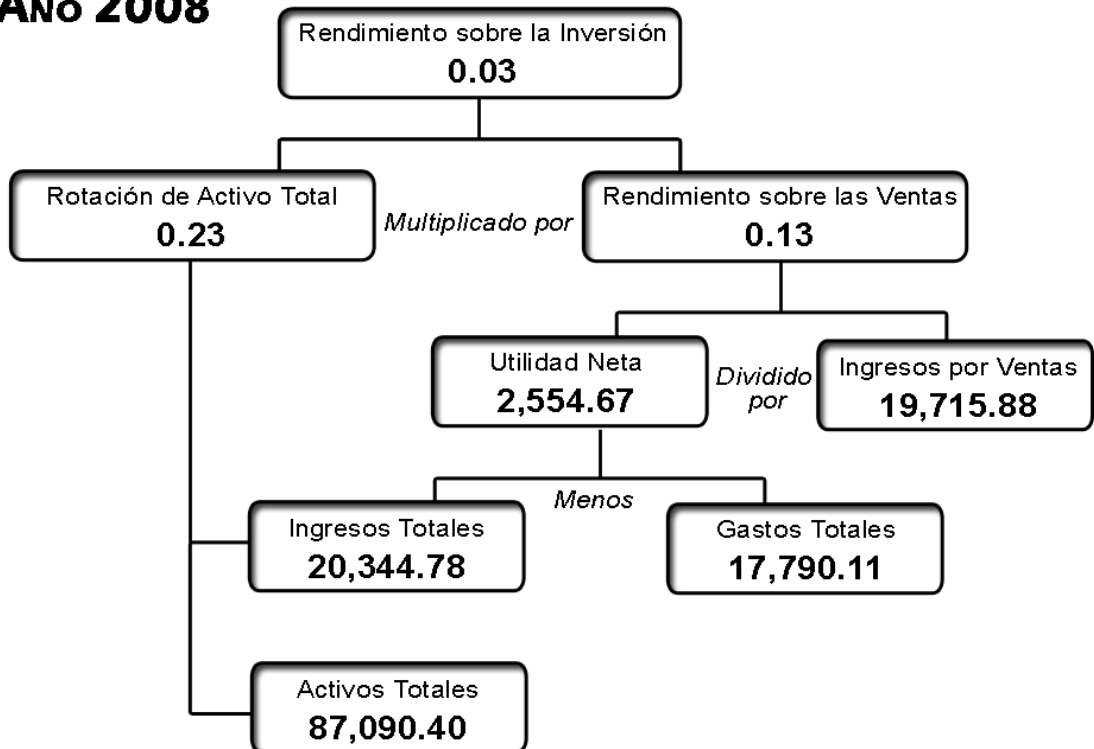 AÑO 2008
Rendimiento sobre la Inversión
0.03
Rotación de Activo Total
0.23
Multiplicado por
Rendimiento sobre las Ventas
0.13
Utilidad Neta
2,554.67
Dividido
por
Ingresos por Ventas
19,715.88
Menos
Ingresos Totales
20,344.78
Gastos Totales
17,790.11
Activos Totales
87,090.40